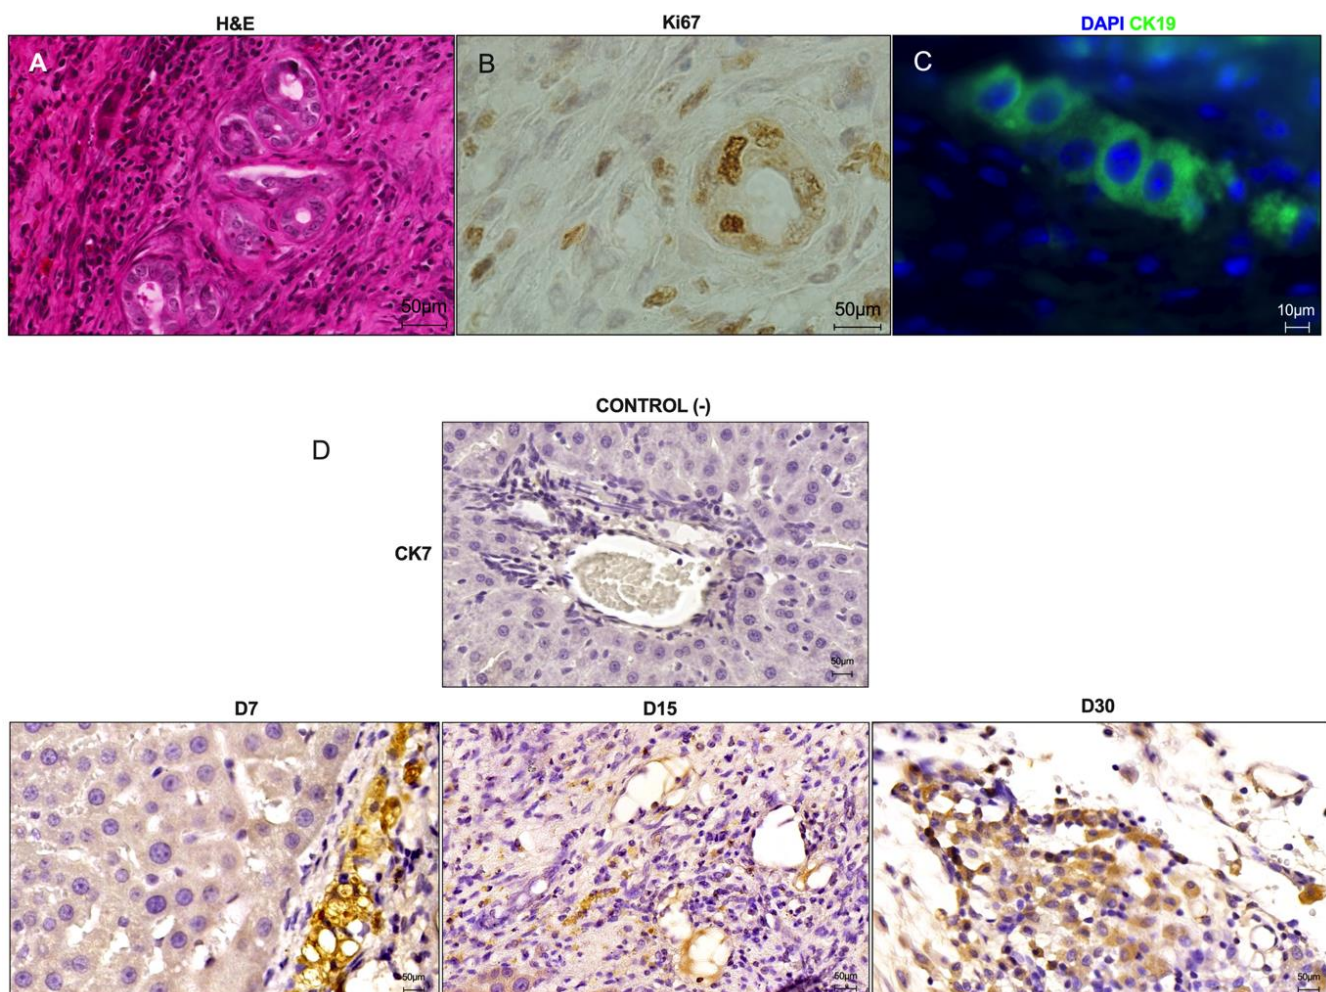 H&E
Ki67
DAPI CK19
A
B
C
50µm
50µm
10µm
CONTROL (-)
D
CK7
50µm
D7
D15
D30
50µm
50µm
50µm